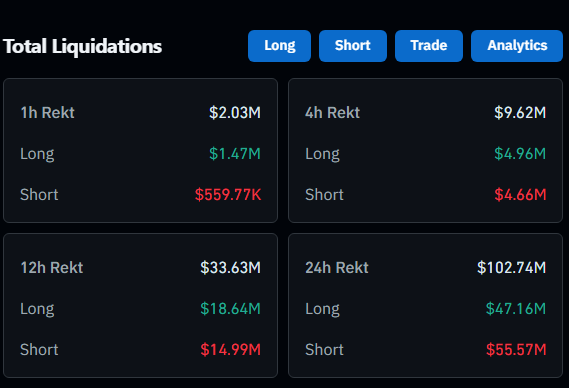 Total Liquidations Long Short Trade Analytics
1h Rekt $2.03M
Long $1.47M
Short $559.77K
4h Rekt $9.62M
Long $4.96M
Short $4.66M
12h Rekt $33.63M
Long $18.64M
Short $14.99M
24h Rekt $102.74M
Long $47.16M
Short $55.57M